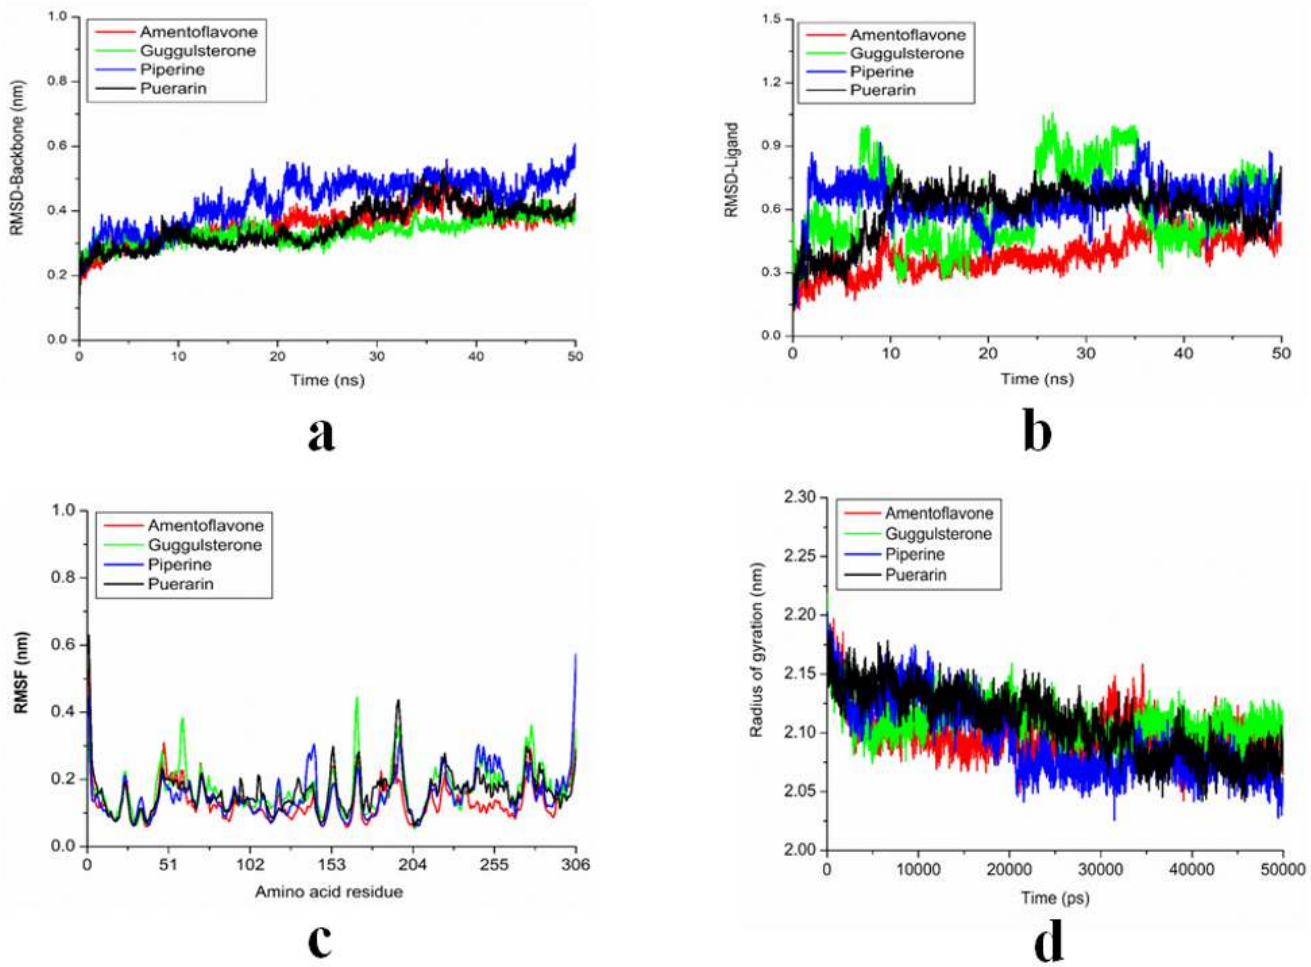 1.0
0.8
0.6
0.4
0.2
0.0
RMSD-Backbone (nm)
Amentoflavone
Guggulsterone
Piperine
Puerarin
0 10 20 30 40 50
Time (ns)
a
1.5
1.2
0.9
0.6
0.3
0.0
RMSD-Ligand
Amentoflavone
Guggulsterone
Piperine
Puerarin
0 10 20 30 40 50
Time (ns)
b
1.0
0.8
0.6
0.4
0.2
0.0
RMSF (nm)
Amentoflavone
Guggulsterone
Piperine
Puerarin
0 51 102 153 204 255 306
Amino acid residue
c
2.30
2.25
2.20
2.15
2.10
2.05
2.00
Radius of gyration (nm)
Amentoflavone
Guggulsterone
Piperine
Puerarin
0 10000 20000 30000 40000 50000
Time (ps)
d